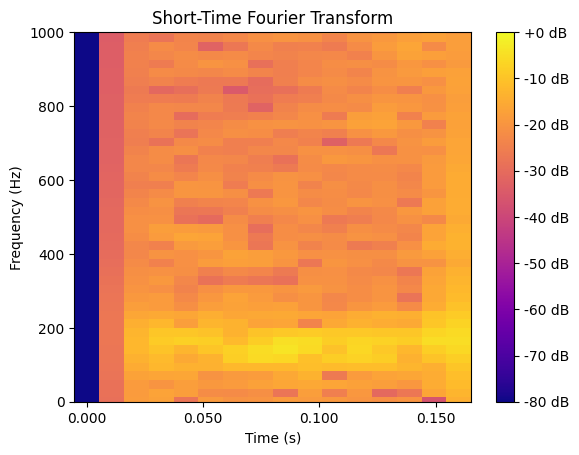 Short-Time Fourier Transform
1000
800
600
400
200
0
Frequency (Hz)
0.000
0.050
0.100
0.150
Time (s)
+0 dB
-10 dB
-20 dB
-30 dB
-40 dB
-50 dB
-60 dB
-70 dB
-80 dB